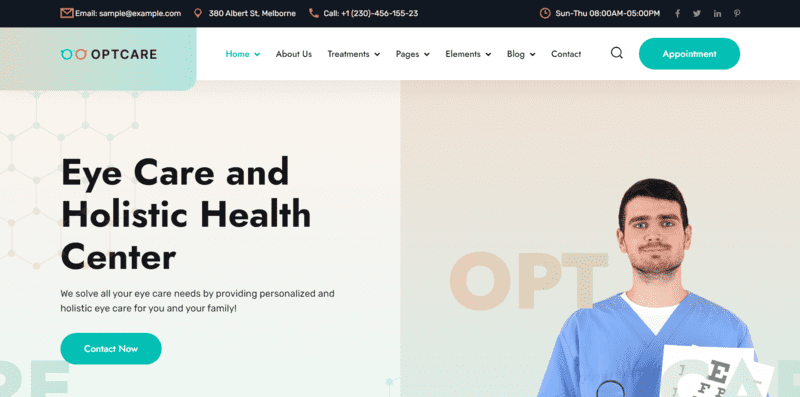 Email: sample@example.com 380 Albert St, Melborne Call: +1 (230)-456-155-23 Sun-Thu 08:00AM-05:00PM
OPTCARE Home About Us Treatments Pages Elements Blog Contact Appointment
Eye Care and
Holistic Health
Center
We solve all your eye care needs by providing personalized and
holistic eye care for you and your family!
Contact Now
OPT
RE
E